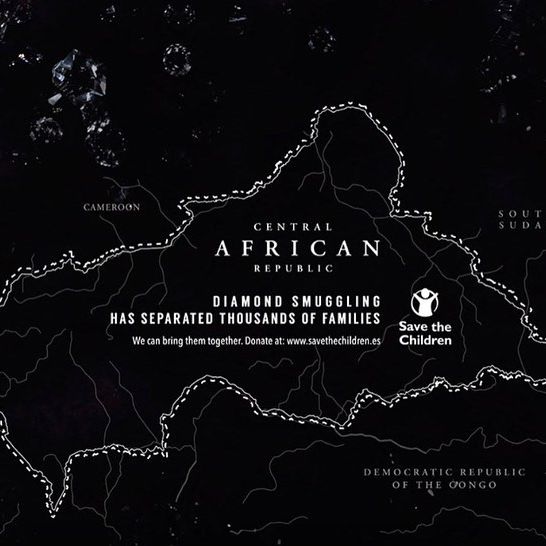 CAMEROON
SOUT
SUDA
CENTRAL
AFRICAN
REPUBLIC
DIAMOND SMUGGLING
HAS SEPARATED THOUSANDS OF FAMILIES
We can bring them together. Donate at: www.savethechildren.es
Save the
Children
DEMOCRATIC REPUBLIC
OF THE CONGO